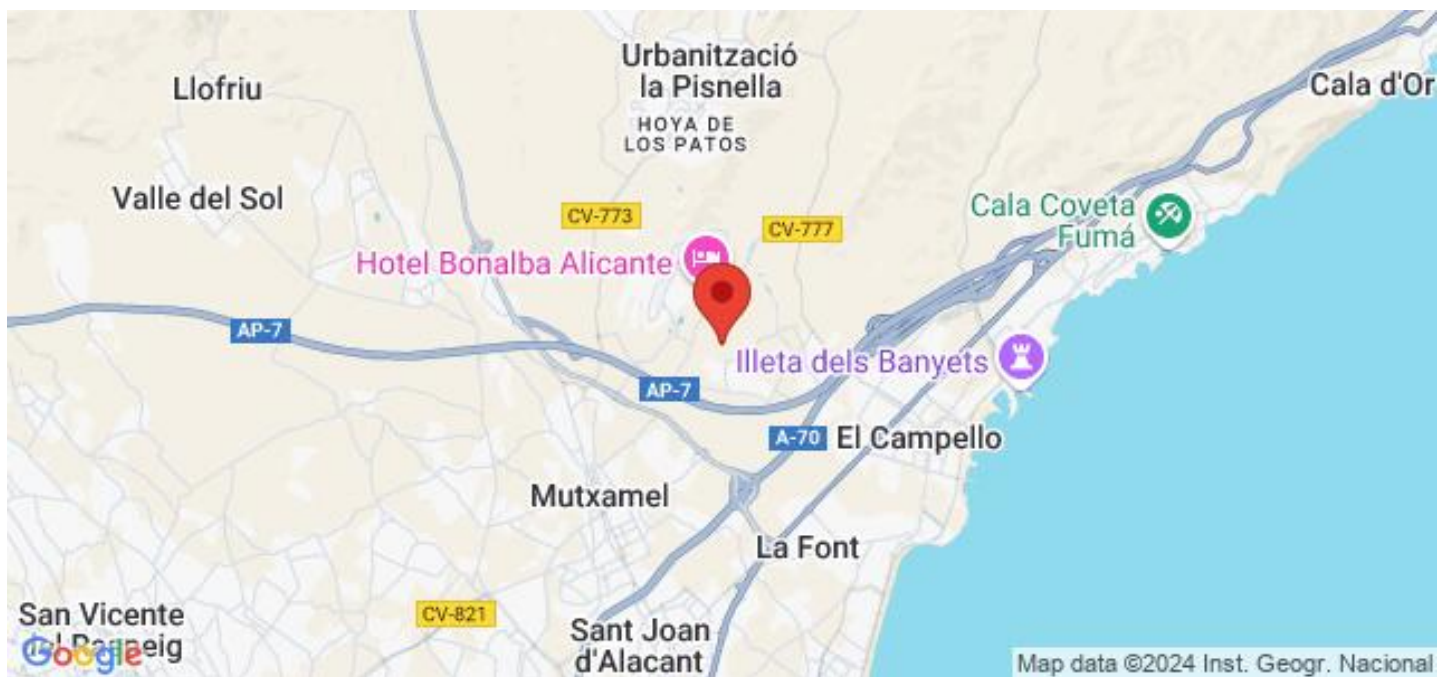 Urbanització
la Pisnella
HOYA DE
LOS PATOS
Llofriu
Cala d'Or
Valle del Sol
CV-773
CV-777
Cala Coveta
Fumá
Hotel Bonalba Alicante
AP-7
Illeta dels Banyets
AP-7
A-70
El Campello
Mutxamel
La Font
CV-821
San Vicente
Sant Joan
d'Alacant
Google
Map data ©2024 Inst. Geogr. Nacional